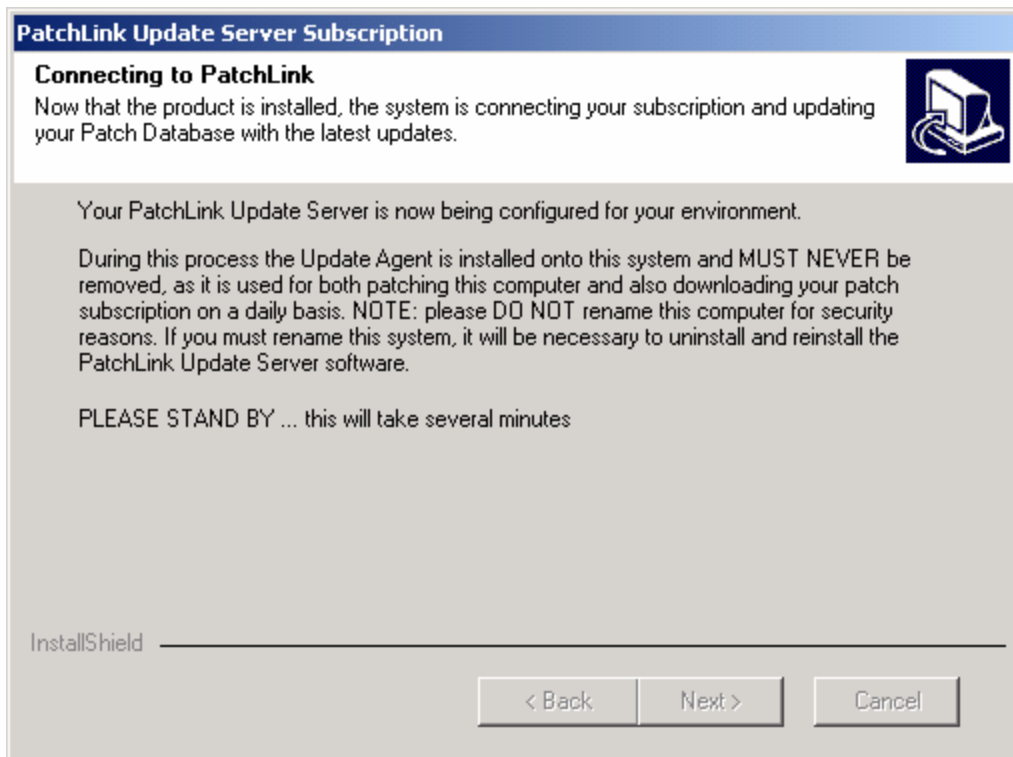 PatchLink Update Server Subscription
Connecting to PatchLink
Now that the product is installed, the system is connecting your subscription and updating
your Patch Database with the latest updates.
Your PatchLink Update Server is now being configured for your environment.
During this process the Update Agent is installed onto this system and MUST NEVER be
removed, as it is used for both patching this computer and also downloading your patch
subscription on a daily basis. NOTE: please DO NOT rename this computer for security
reasons. If you must rename this system, it will be necessary to uninstall and reinstall the
PatchLink Update Server software.
PLEASE STAND BY ... this will take several minutes
InstallShield
< Back
Next >
Cancel